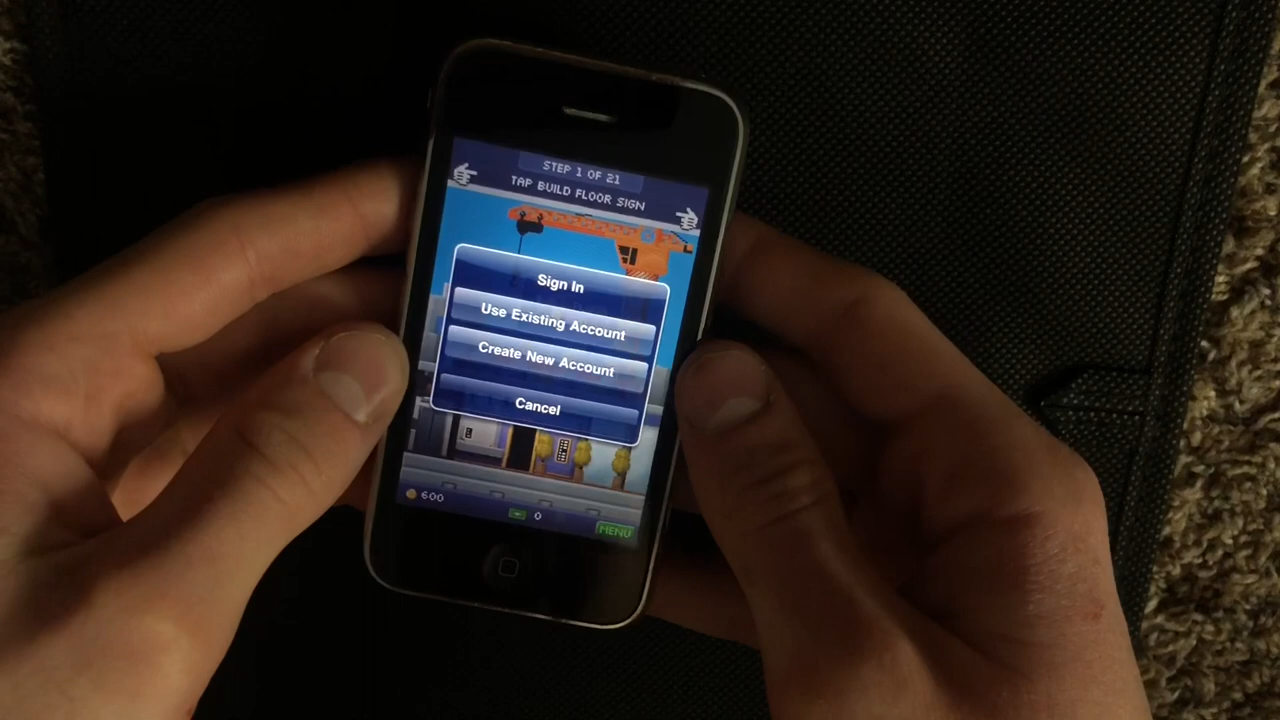 STEP 1 OF 21
TAP BUILD FLOOR SIGN
Sign In
Use Existing Account
Create New Account
Cancel
600
0
MENU